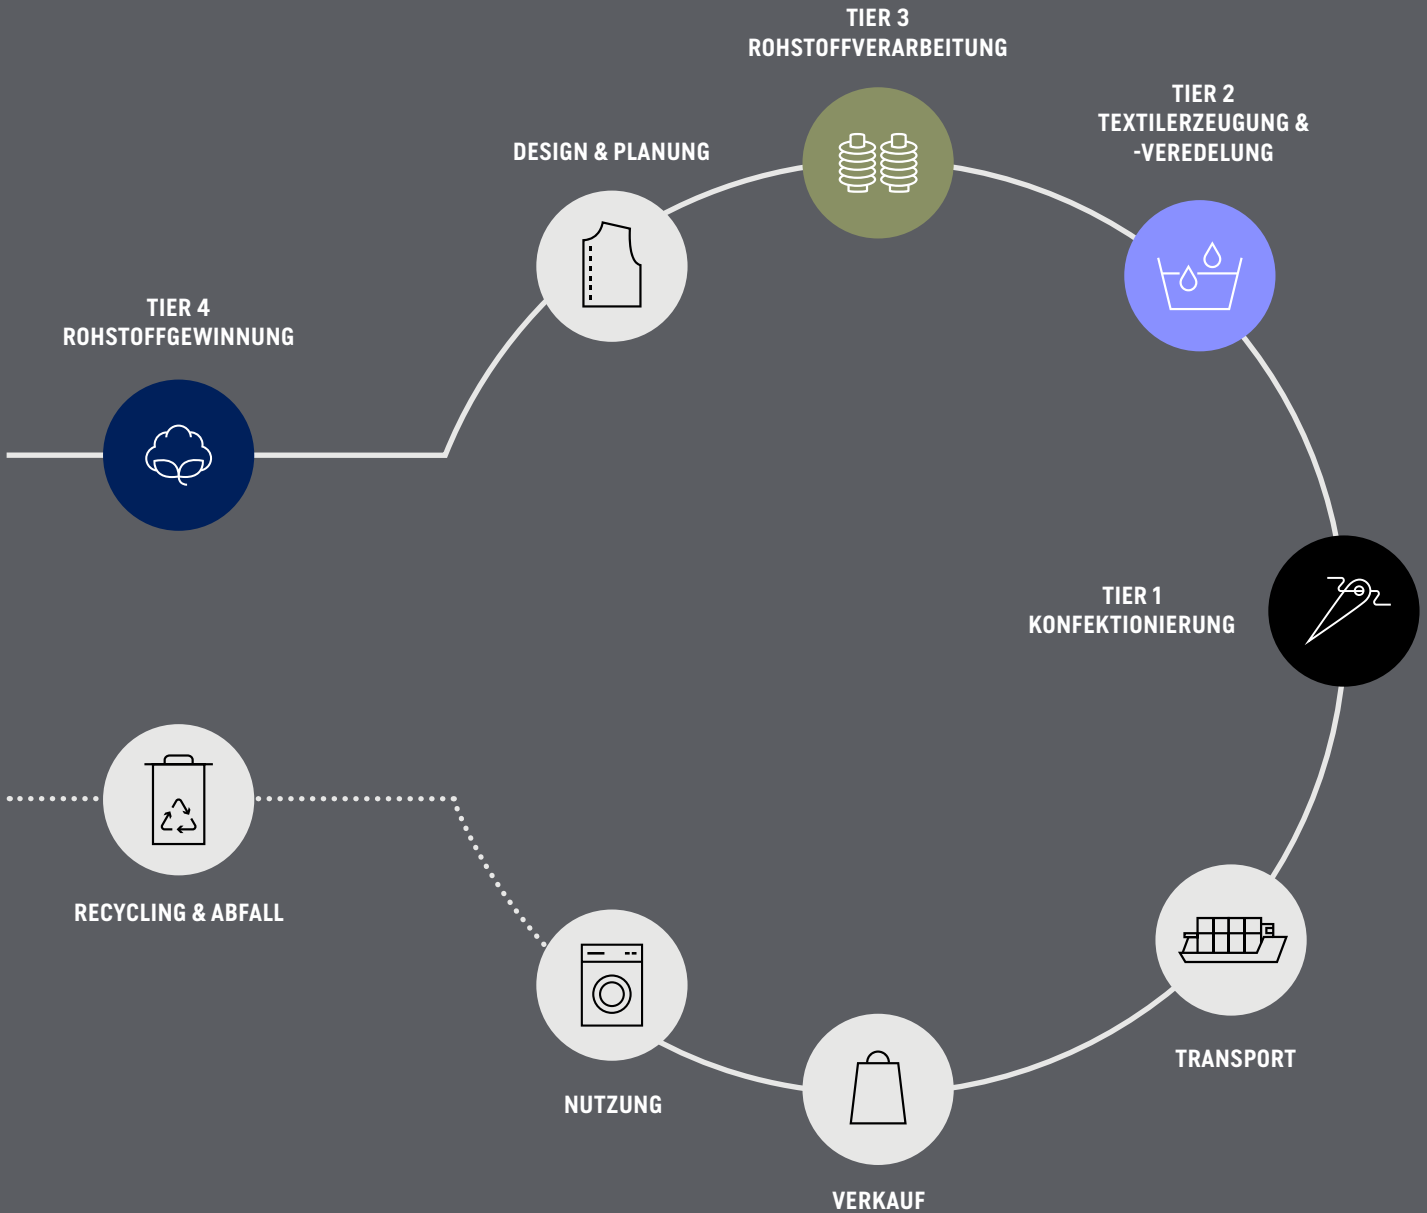 TIER 3
ROHSTOFFVERARBEITUNG
TIER 2
TEXTILERZEUGUNG &
-VEREDELUNG
DESIGN & PLANUNG
TIER 4
ROHSTOFFGEWINNUNG
TIER 1
KONFEKTIONIERUNG
RECYCLING & ABFALL
TRANSPORT
NUTZUNG
VERKAUF